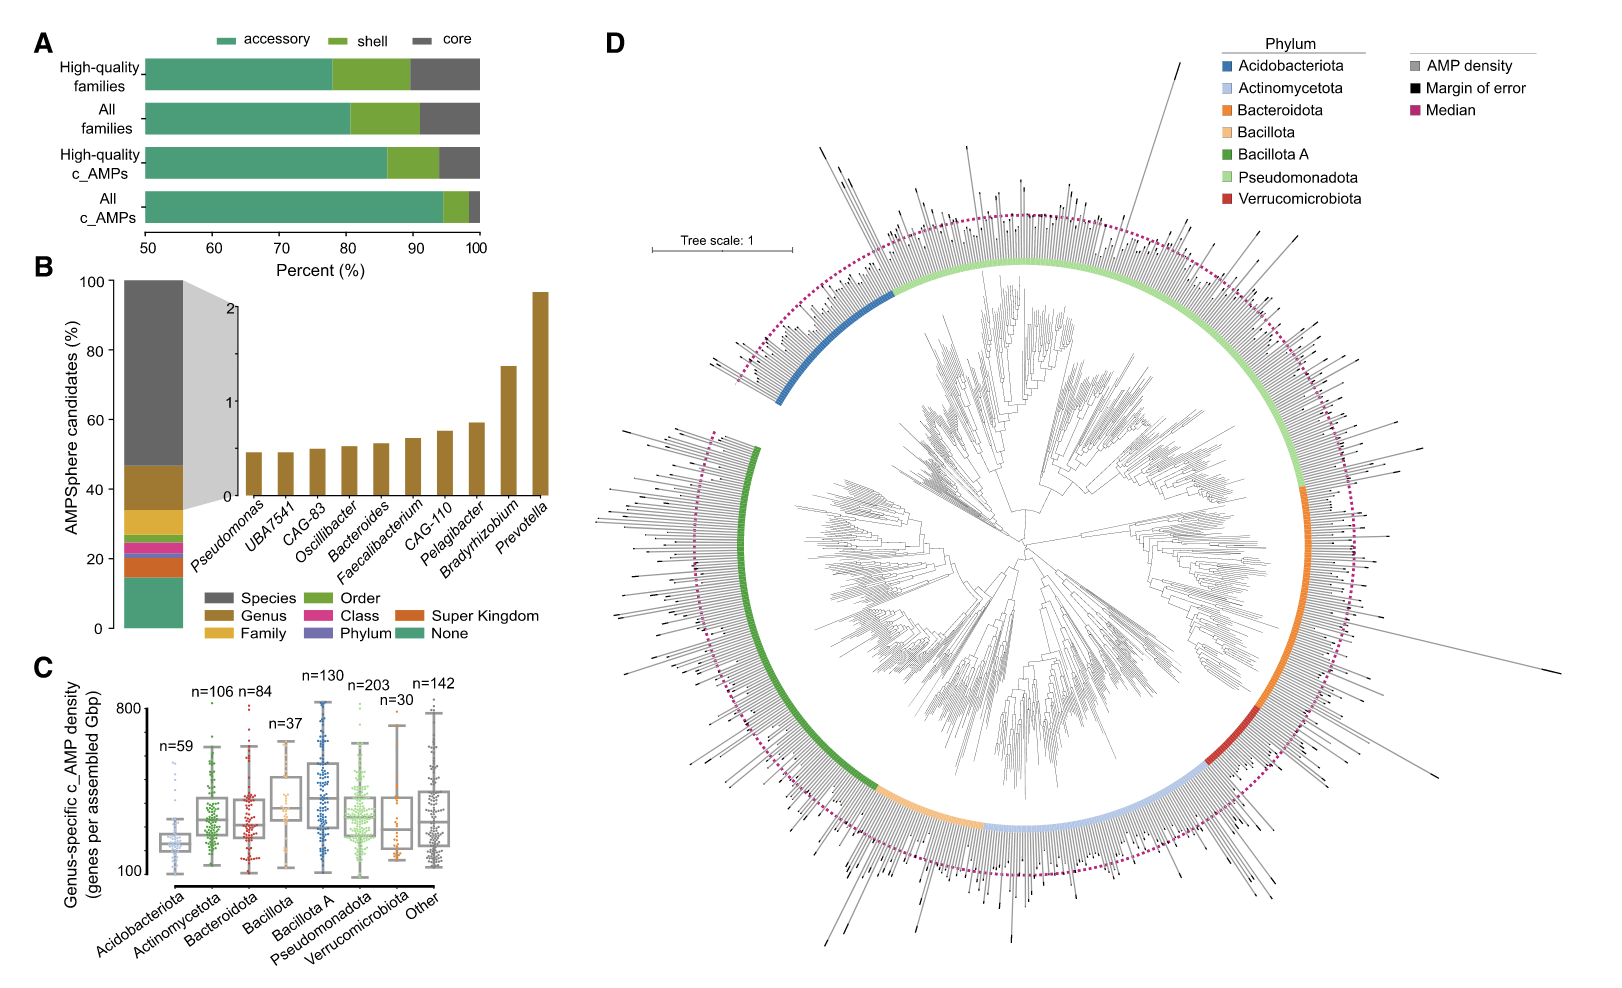 A
accessory shell core
High-quality
families
All
families
High-quality
c_AMPs
All
c_AMPs
50 60 70 80 90 100
Percent (%)
B
AMPSphere candidates (%)
100
80
60
40
20
0
2
1
0
Pseudomonas
UBA7541
CAG-83
Oscillibacter
Bacteroides
Faecalibacterium
CAG-110
Pelagibacter
Bradyrhizobium
Prevotella
Species Order
Genus Class Super Kingdom
Family Phylum None
C
Genus-specific c_AMP density
(genes per assembled Gbp)
800
100
n=59
n=106
n=84
n=37
n=130
n=203
n=30
n=142
Acidobacteriota
Actinomycetota
Bacteroidota
Bacillota
Bacillota A
Pseudomonadota
Verrucomicrobiota
Other
D
Phylum
Acidobacteriota
Actinomycetota
Bacteroidota
Bacillota
Bacillota A
Pseudomonadota
Verrucomicrobiota
AMP density
Margin of error
Median
Tree scale: 1